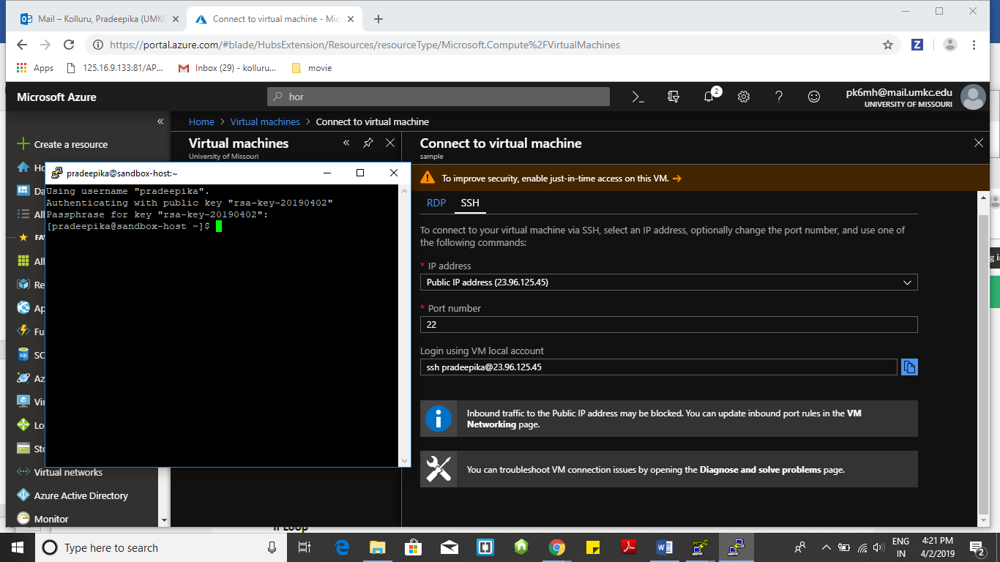 Mail – Kolluru, Pradeepika (UMKC
Connect to virtual machine - Mic
https://portal.azure.com/#blade/HubsExtension/Resources/resourceType/Microsoft.Compute%2FVirtualMachines
Z
Apps
125.16.9.133:81/AP...
Inbox (29) - kolluru...
movie
Microsoft Azure
hor
2
pk6mh@mail.umkc.edu
UNIVERSITY OF MISSOURI
Home > Virtual machines > Connect to virtual machine
Create a resource
Virtual machines
University of Missouri
Connect to virtual machine
sample
Ho
Da
All
FA
All
Re
Ap
Fu
SQ
Az
Vir
Lo
Sto
Virtual networks
Azure Active Directory
Monitor
pradeepika@sandbox-host:~
Using username "pradeepika".
Authenticating with public key "rsa-key-20190402"
Passphrase for key "rsa-key-20190402":
[pradeepika@sandbox-host ~]$
To improve security, enable just-in-time access on this VM. →
RDP
SSH
To connect to your virtual machine via SSH, select an IP address, optionally change the port number, and use one of
the following commands:
* IP address
Public IP address (23.96.125.45)
* Port number
22
Login using VM local account
ssh pradeepika@23.96.125.45
Inbound traffic to the Public IP address may be blocked. You can update inbound port rules in the VM
Networking page.
You can troubleshoot VM connection issues by opening the Diagnose and solve problems page.
Type here to search
ENG
IN
4:21 PM
4/2/2019
2